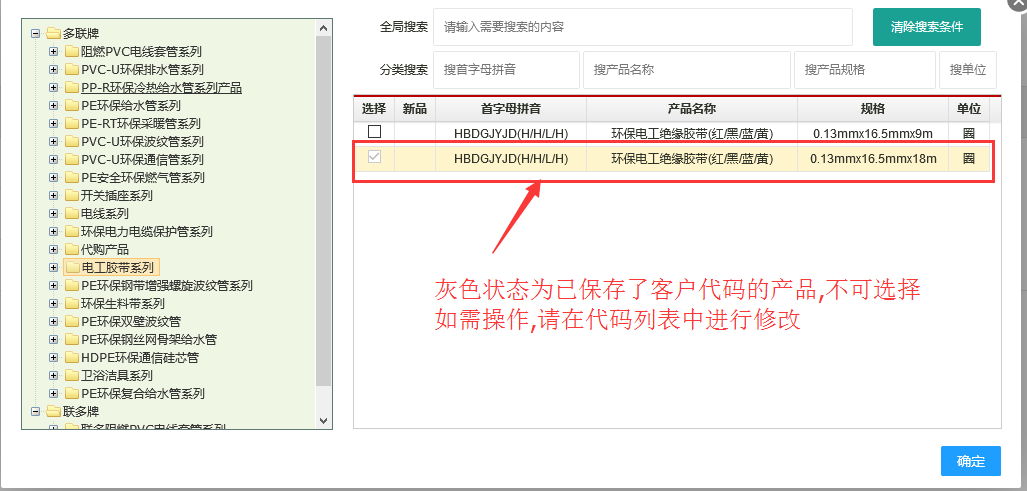 多联牌
阻燃PVC电线套管系列
PVC-U环保排水管系列
PP-R环保冷热给水管系列产品
PE环保给水管系列
PE-RT环保采暖管系列
PVC-U环保波纹管系列
PVC-U环保通信管系列
PE安全环保燃气管系列
开关插座系列
电线系列
环保电力电缆保护管系列
代购产品
电工胶带系列
PE环保钢带增强螺旋波纹管系列
环保生料带系列
PE环保双壁波纹管
PE环保钢丝网骨架给水管
HDPE环保通信硅芯管
卫浴洁具系列
PE环保复合给水管系列
联多牌
联多阻燃PVC电线套管系列
全局搜索 请输入需要搜索的内容 清除搜索条件
分类搜索 搜首字母拼音 搜产品名称 搜产品规格 搜单位
选择 新品 首字母拼音 产品名称 规格 单位
HBDGJYJD(H/H/L/H) 环保电工绝缘胶带(红/黑/蓝/黄) 0.13mmx16.5mmx9m 圈
HBDGJYJD(H/H/L/H) 环保电工绝缘胶带(红/黑/蓝/黄) 0.13mmx16.5mmx18m 圈
灰色状态为已保存了客户代码的产品,不可选择
如需操作,请在代码列表中进行修改
确定